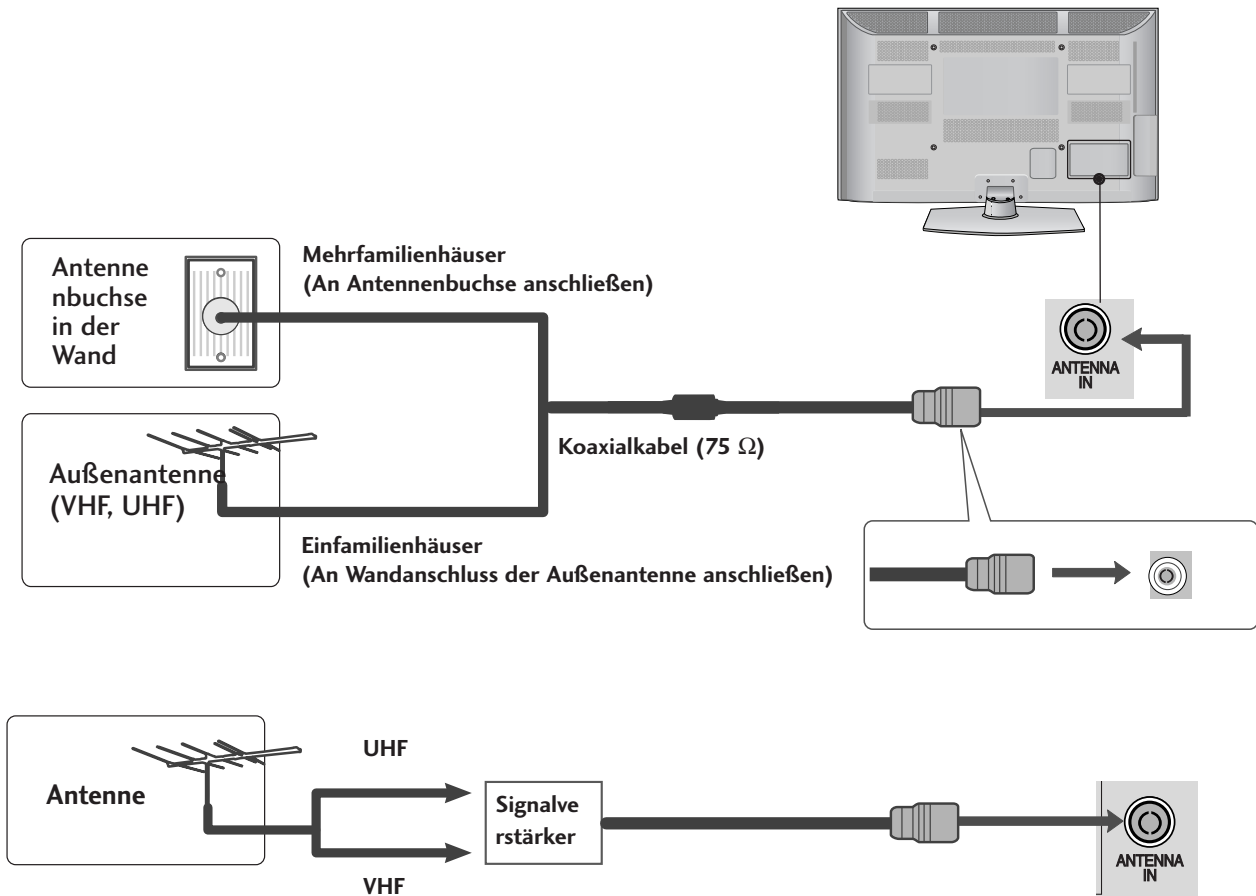 Antenne
nbuchse
in der
Wand
Mehrfamilienhäuser
(An Antennenbuchse anschließen)
ANTENNA
IN
Koaxialkabel (75 Ω)
Außenantenne
(VHF, UHF)
Einfamilienhäuser
(An Wandanschluss der Außenantenne anschließen)
Antenne
UHF
VHF
Signalve
rstärker
ANTENNA
IN